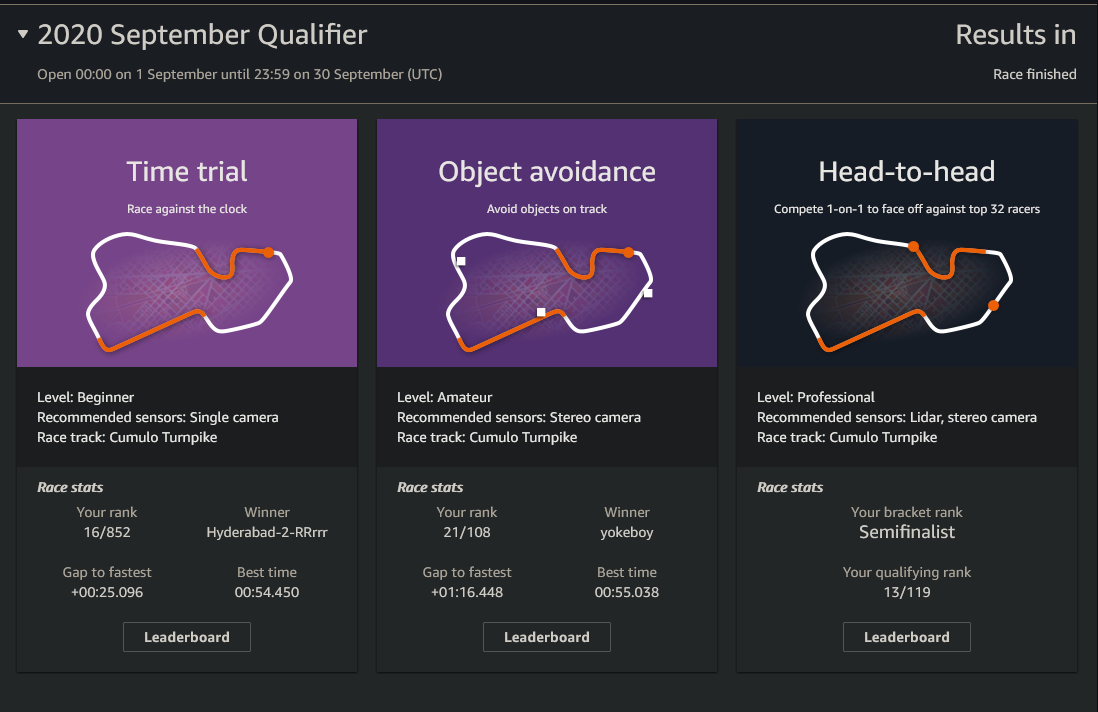 2020 September Qualifier
Results in
Open 00:00 on 1 September until 23:59 on 30 September (UTC)
Race finished
Time trial
Race against the clock
Level: Beginner
Recommended sensors: Single camera
Race track: Cumulo Turnpike
Race stats
Your rank
Winner
16/852
Hyderabad-2-RRrrr
Gap to fastest
Best time
+00:25.096
00:54.450
Leaderboard
Object avoidance
Avoid objects on track
Level: Amateur
Recommended sensors: Stereo camera
Race track: Cumulo Turnpike
Race stats
Your rank
Winner
21/108
yokeboy
Gap to fastest
Best time
+01:16.448
00:55.038
Leaderboard
Head-to-head
Compete 1-on-1 to face off against top 32 racers
Level: Professional
Recommended sensors: Lidar, stereo camera
Race track: Cumulo Turnpike
Race stats
Your bracket rank
Semifinalist
Your qualifying rank
13/119
Leaderboard